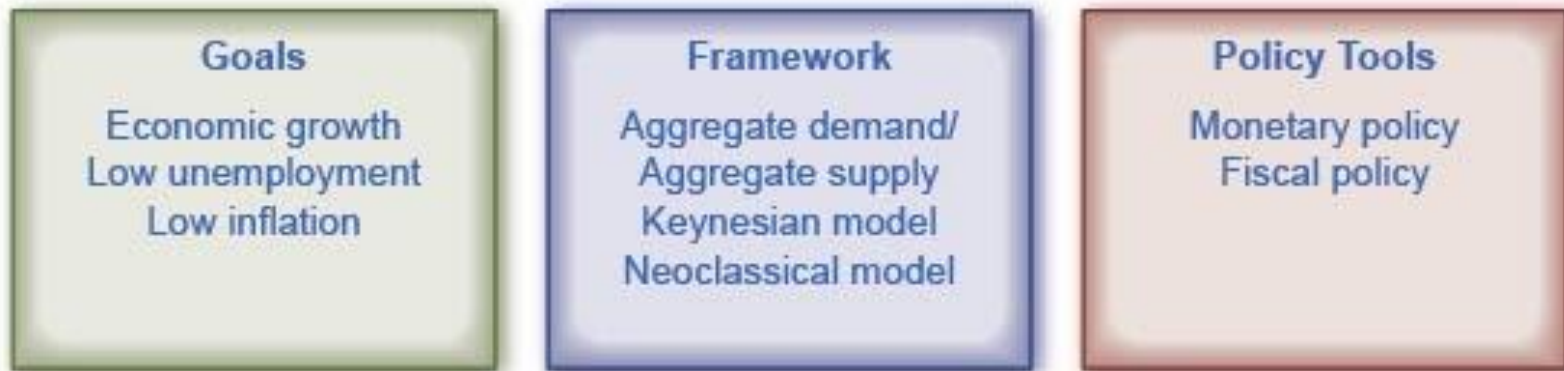 Goals
Economic growth
Low unemployment
Low inflation
Framework
Aggregate demand/
Aggregate supply
Keynesian model
Neoclassical model
Policy Tools
Monetary policy
Fiscal policy